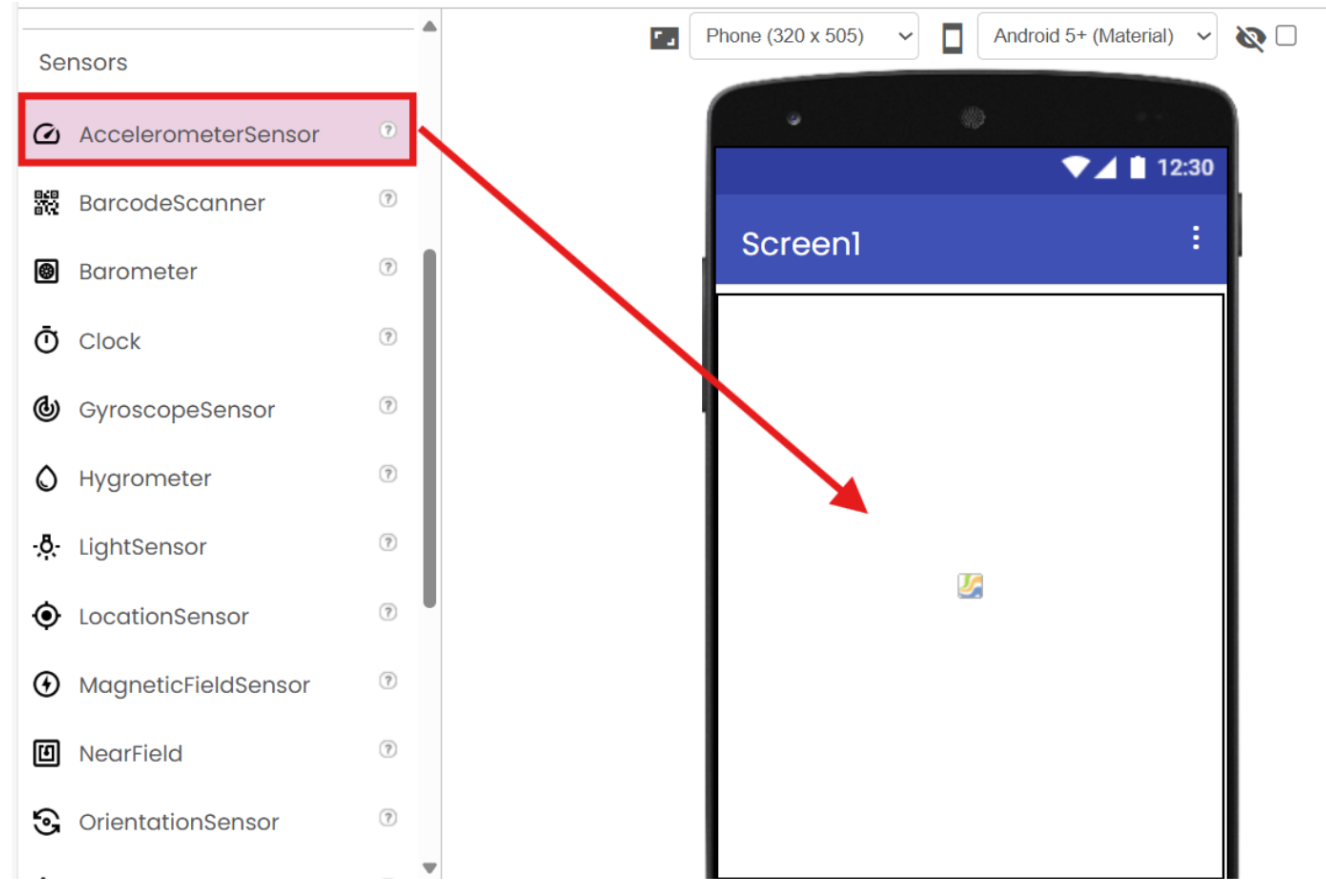 Sensors
AccelerometerSensor ?
BarcodeScanner ?
Barometer ?
Clock ?
GyroscopeSensor ?
Hygrometer ?
LightSensor ?
LocationSensor ?
MagneticFieldSensor ?
NearField ?
OrientationSensor ?
Phone (320 x 505)
Android 5+ (Material)
12:30
Screen1